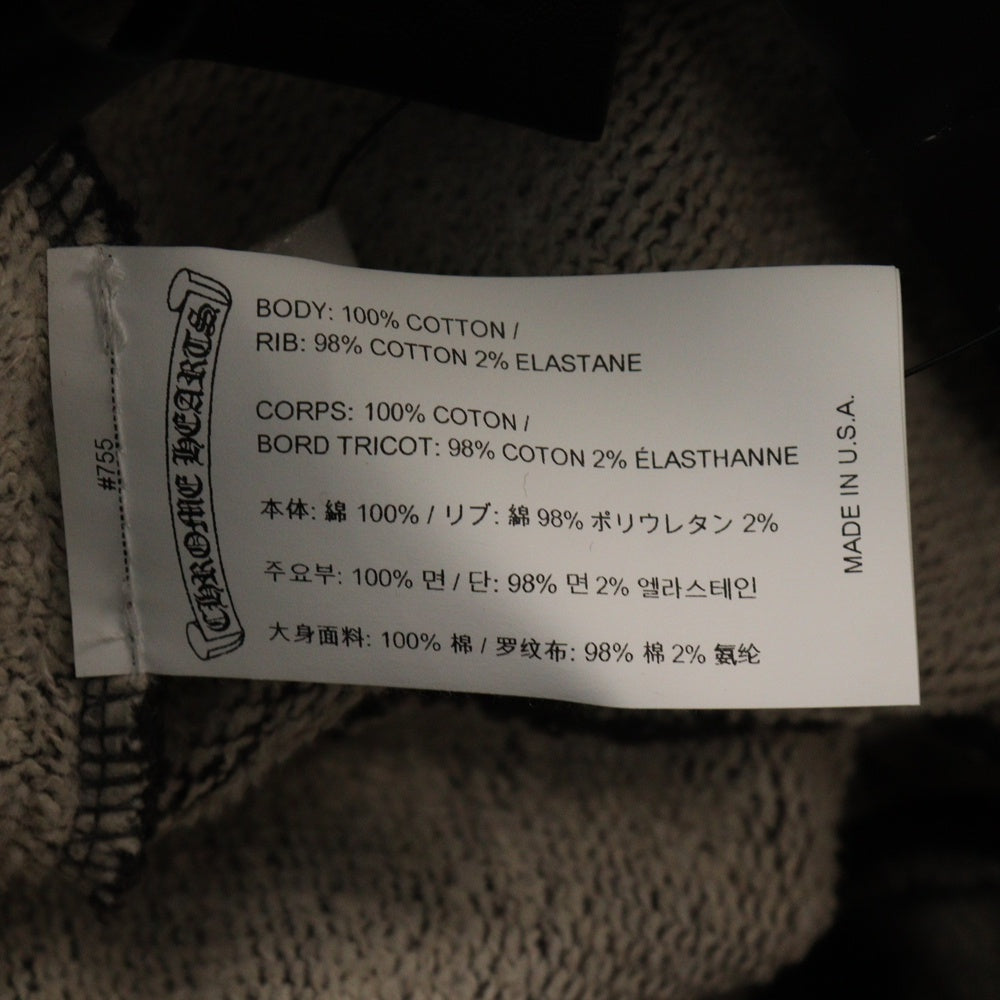 #755
CHROME HEARTS
BODY: 100% COTTON /
RIB: 98% COTTON 2% ELASTANE
CORPS: 100% COTON /
BORD TRICOT: 98% COTON 2% ÉLASTHANNE
本体: 綿 100% / リブ: 綿 98% ポリウレタン 2%
주요부: 100% 면 / 단: 98% 면 2% 엘라스테인
大身面料: 100% 棉 / 罗纹布: 98% 棉 2% 氨纶
MADE IN U.S.A.